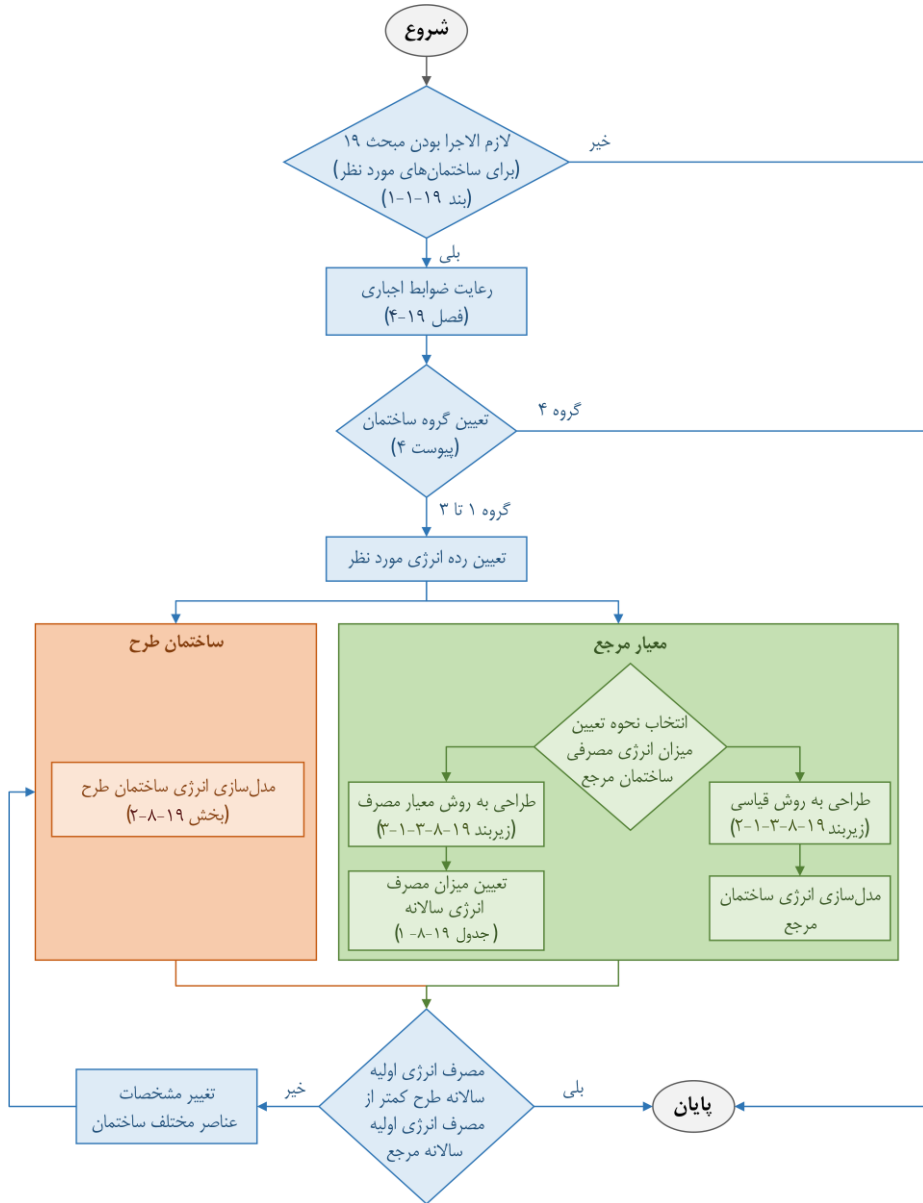 شروع
لازم الاجرا بودن مبحث ۱۹
(برای ساختمان‌های مورد نظر)
(بند ۱۹-۱-۱)
خیر
بلی
رعایت ضوابط اجباری
(فصل ۱۹-۴)
تعیین گروه ساختمان
(پیوست ۴)
گروه ۴
گروه ۱ تا ۳
تعیین رده انرژی مورد نظر
معیار مرجع
انتخاب نحوه تعیین
میزان انرژی مصرفی
ساختمان مرجع
طراحی به روش قیاسی
(زیربند ۱۹-۸-۳-۱-۲)
مدل‌سازی انرژی ساختمان
مرجع
طراحی به روش معیار مصرف
(زیربند ۱۹-۸-۳-۱-۳)
تعیین میزان مصرف
انرژی سالانه
(جدول ۱۹-۸-۱)
ساختمان طرح
مدل‌سازی انرژی ساختمان طرح
(بخش ۱۹-۸-۲)
مصرف انرژی اولیه
سالانه طرح کمتر از
مصرف انرژی اولیه
سالانه مرجع
بلی
پایان
خیر
تغییر مشخصات
عناصر مختلف ساختمان